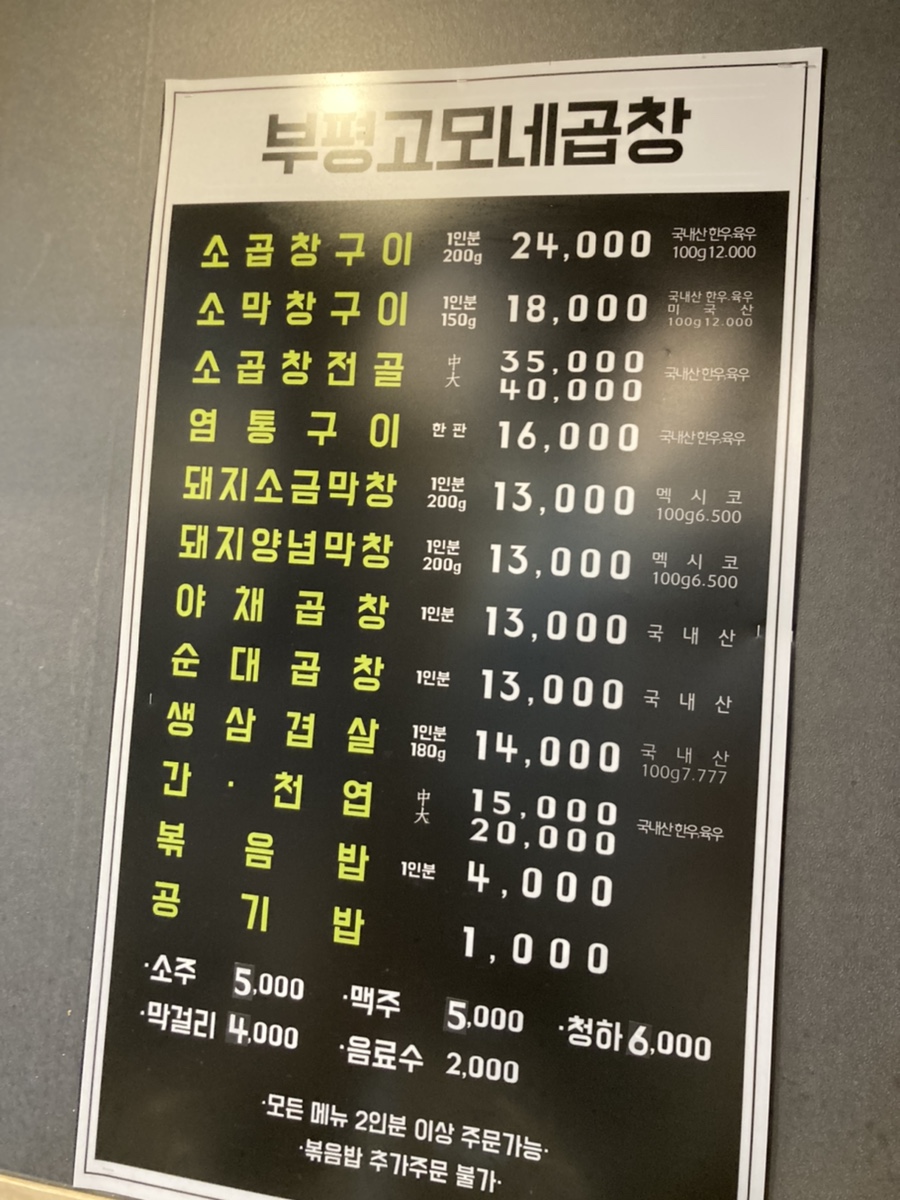 부평고모네곱창
소곱창구이 1인분 200g 24,000 국내산 한우.육우 100g 12.000
소막창구이 1인분 150g 18,000 국내산 한우.육우 미국산 100g 12.000
소곱창전골 中 35,000 국내산 한우.육우
大 40,000
염통구이 한판 16,000 국내산 한우.육우
돼지소금막창 1인분 200g 13,000 멕시코 100g 6.500
돼지양념막창 1인분 200g 13,000 멕시코 100g 6.500
야채곱창 1인분 13,000 국내산
순대곱창 1인분 13,000 국내산
생삼겹살 1인분 180g 14,000 국내산 100g 7.777
간·천엽 中 15,000 국내산 한우.육우
大 20,000
볶음밥 1인분 4,000
공기밥 1,000
·소주 5,000 ·맥주 5,000 ·청하 6,000
·막걸리 4,000 ·음료수 2,000
·모든 메뉴 2인분 이상 주문가능·
·볶음밥 추가주문 불가·